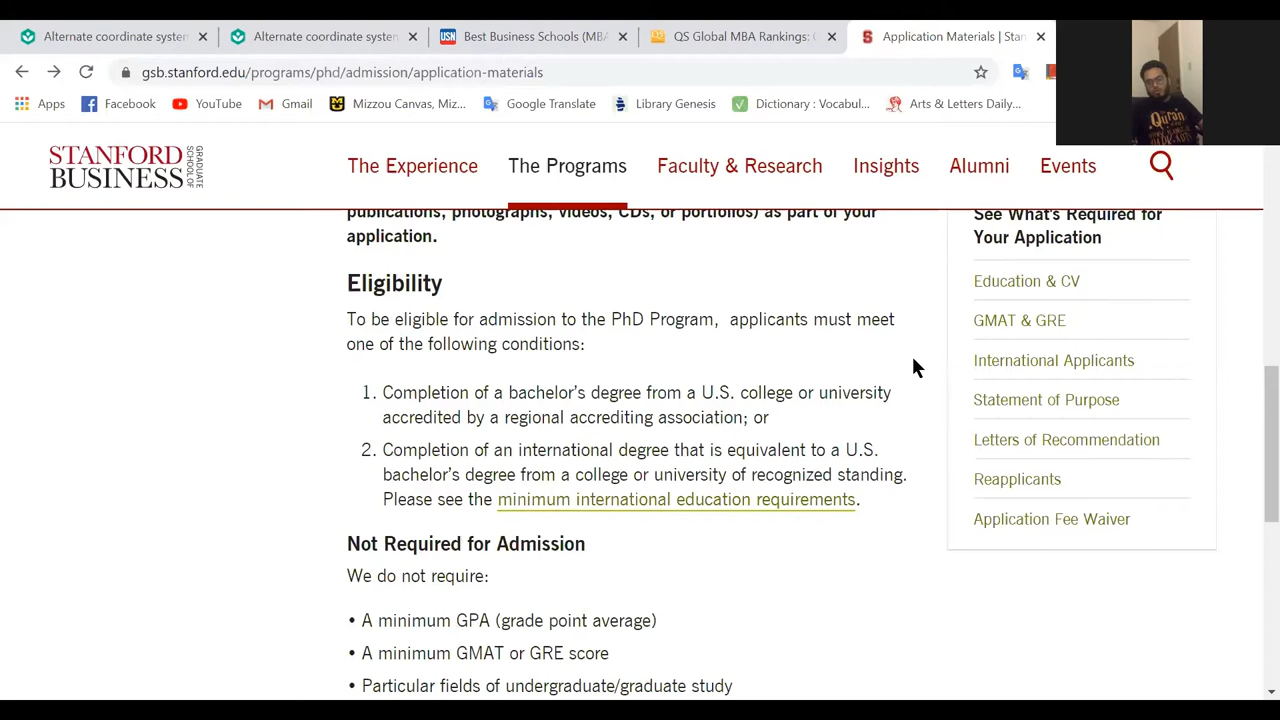 Alternate coordinate system
Alternate coordinate system
USN
Best Business Schools (MBA
QS
QS Global MBA Rankings:
S
Application Materials | Stan
gsb.stanford.edu/programs/phd/admission/application-materials
Apps
Facebook
YouTube
Gmail
Mizzou Canvas, Miz...
Google Translate
Library Genesis
Dictionary : Vocabul...
Arts & Letters Daily...
Quran
STANFORD
BUSINESS
GRADUATE
SCHOOL OF
The Experience
The Programs
Faculty & Research
Insights
Alumni
Events
publications, photographs, videos, CDs, or portfolios) as part of your
application.
Eligibility
To be eligible for admission to the PhD Program, applicants must meet
one of the following conditions:
1. Completion of a bachelor's degree from a U.S. college or university
accredited by a regional accrediting association; or
2. Completion of an international degree that is equivalent to a U.S.
bachelor's degree from a college or university of recognized standing.
Please see the minimum international education requirements.
Not Required for Admission
We do not require:
• A minimum GPA (grade point average)
• A minimum GMAT or GRE score
• Particular fields of undergraduate/graduate study
See What's Required for
Your Application
Education & CV
GMAT & GRE
International Applicants
Statement of Purpose
Letters of Recommendation
Reapplicants
Application Fee Waiver